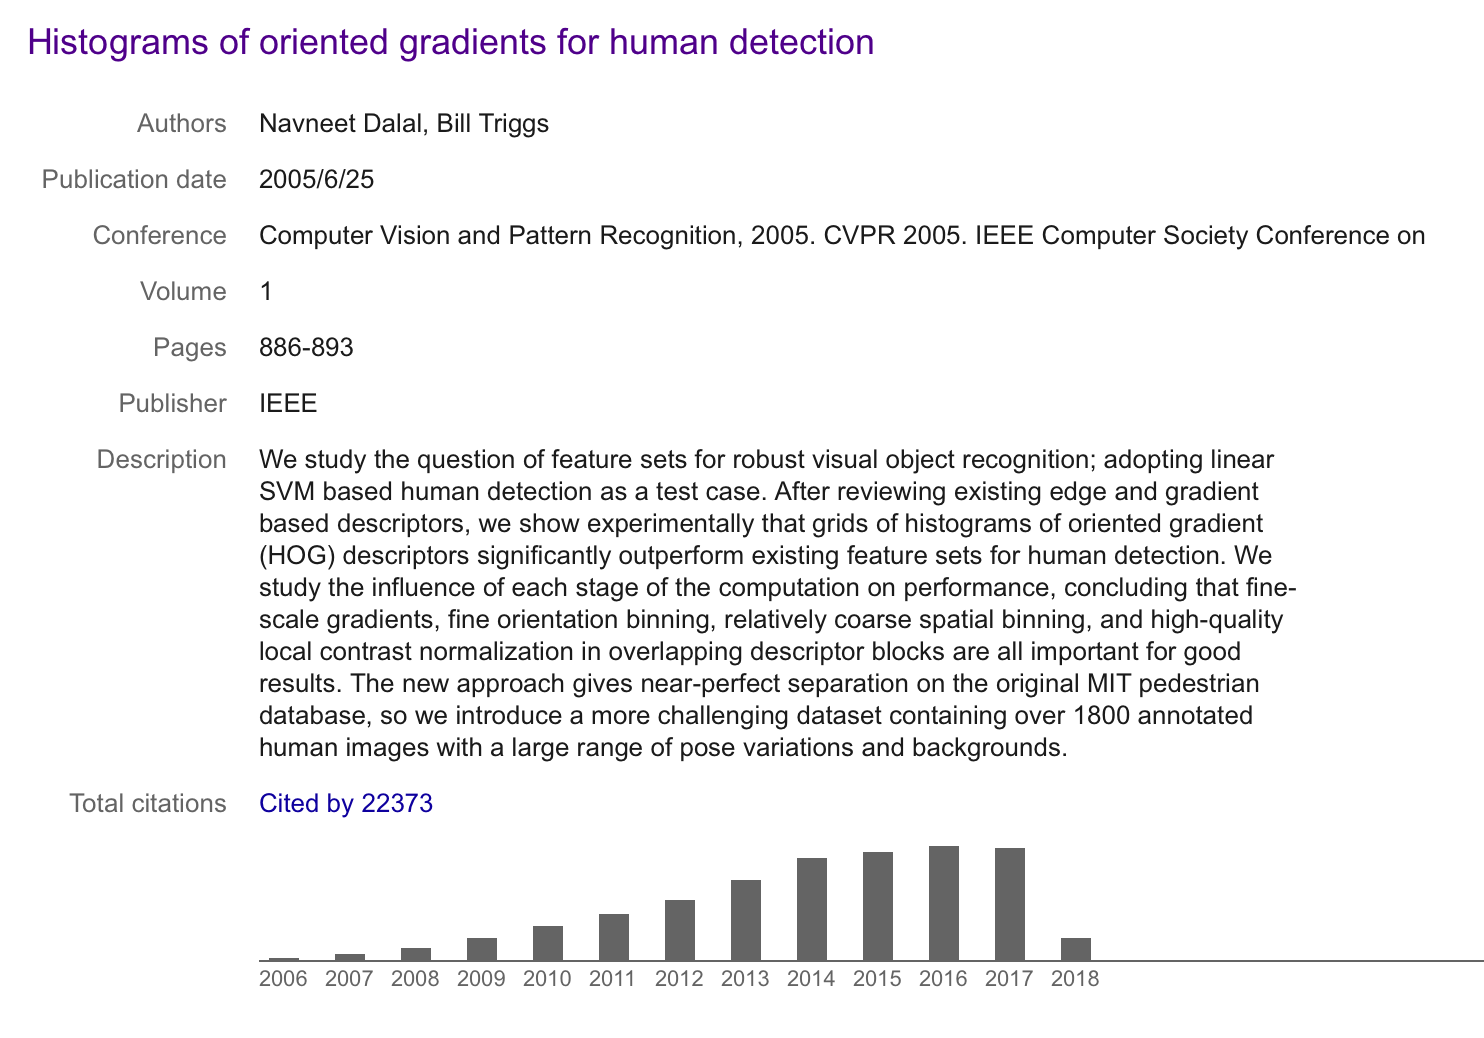 Histograms of oriented gradients for human detection
Authors Navneet Dalal, Bill Triggs
Publication date 2005/6/25
Conference Computer Vision and Pattern Recognition, 2005. CVPR 2005. IEEE Computer Society Conference on
Volume 1
Pages 886-893
Publisher IEEE
Description We study the question of feature sets for robust visual object recognition; adopting linear
SVM based human detection as a test case. After reviewing existing edge and gradient
based descriptors, we show experimentally that grids of histograms of oriented gradient
(HOG) descriptors significantly outperform existing feature sets for human detection. We
study the influence of each stage of the computation on performance, concluding that fine-
scale gradients, fine orientation binning, relatively coarse spatial binning, and high-quality
local contrast normalization in overlapping descriptor blocks are all important for good
results. The new approach gives near-perfect separation on the original MIT pedestrian
database, so we introduce a more challenging dataset containing over 1800 annotated
human images with a large range of pose variations and backgrounds.
Total citations Cited by 22373
2006 2007 2008 2009 2010 2011 2012 2013 2014 2015 2016 2017 2018